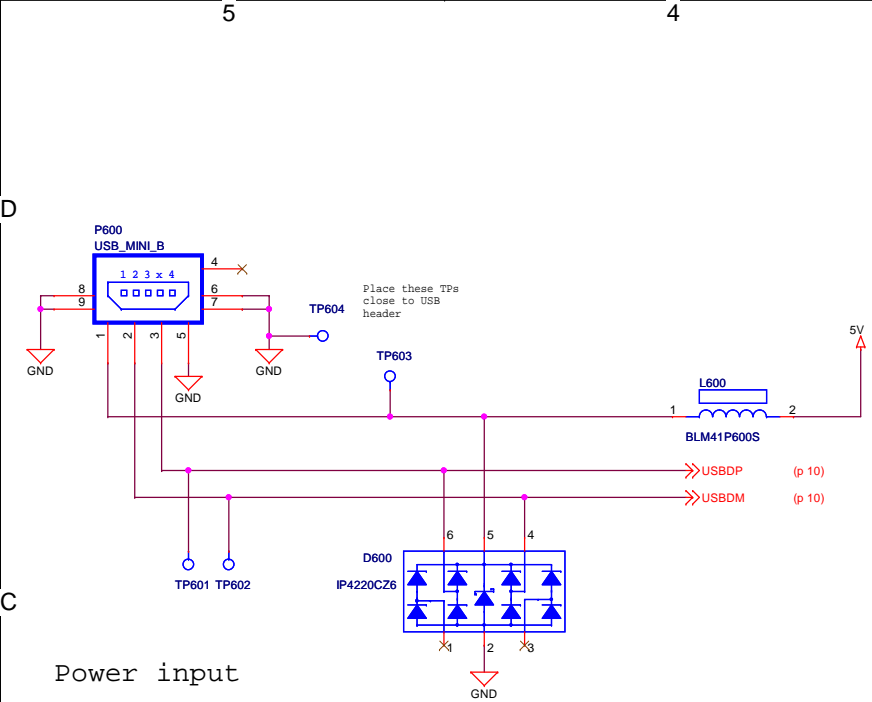 5 4
D
P600
USB_MINI_B
4
1 2 3 x 4
8
9
6
7
TP604
Place these TPs
close to USB
header
1
2
3
5
GND
GND
GND
TP603
5V
L600
1
2
BLM41P600S
USBDP (p 10)
USBDM (p 10)
6 5 4
D600
IP4220CZ6
TP601 TP602
C
1 2 3
Power input
GND